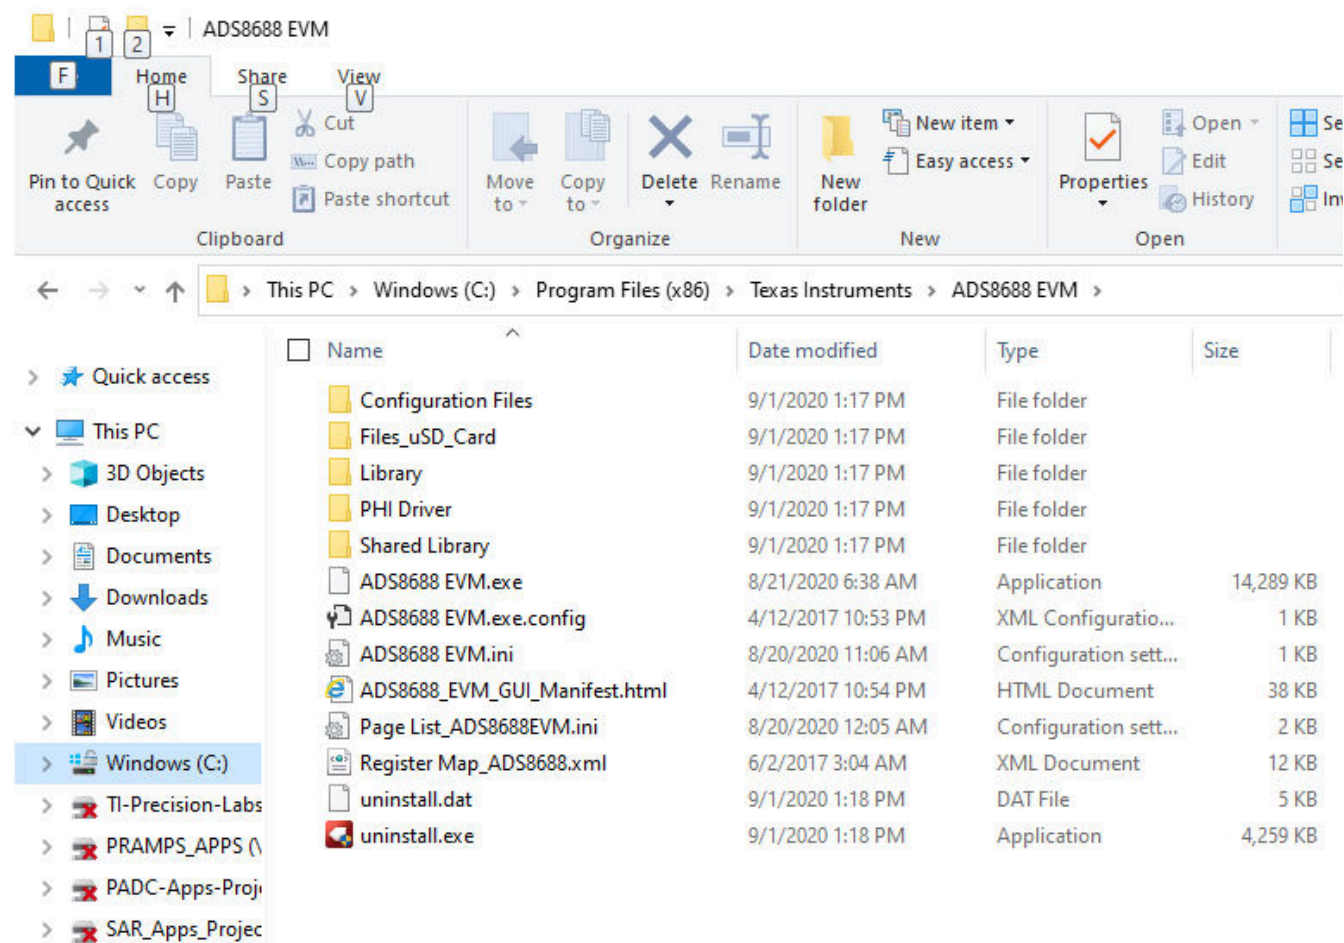 ADS8688 EVM
1 2
F Home Share View
H S V
Pin to Quick access
Copy
Paste
Cut
Copy path
Paste shortcut
Clipboard
Move to
Copy to
Delete
Rename
Organize
New folder
New item
Easy access
New
Properties
Open
Edit
History
Open
Se
Se
Inv
This PC > Windows (C:) > Program Files (x86) > Texas Instruments > ADS8688 EVM >
Name Date modified Type Size
Quick access
This PC
3D Objects
Desktop
Documents
Downloads
Music
Pictures
Videos
Windows (C:)
TI-Precision-Labs
PRAMPS_APPS (\
PADC-Apps-Proj
SAR_Apps_Projec
Configuration Files 9/1/2020 1:17 PM File folder
Files_uSD_Card 9/1/2020 1:17 PM File folder
Library 9/1/2020 1:17 PM File folder
PHI Driver 9/1/2020 1:17 PM File folder
Shared Library 9/1/2020 1:17 PM File folder
ADS8688 EVM.exe 8/21/2020 6:38 AM Application 14,289 KB
ADS8688 EVM.exe.config 4/12/2017 10:53 PM XML Configuratio... 1 KB
ADS8688 EVM.ini 8/20/2020 11:06 AM Configuration sett... 1 KB
ADS8688_EVM_GUI_Manifest.html 4/12/2017 10:54 PM HTML Document 38 KB
Page List_ADS8688EVM.ini 8/20/2020 12:05 AM Configuration sett... 2 KB
Register Map_ADS8688.xml 6/2/2017 3:04 AM XML Document 12 KB
uninstall.dat 9/1/2020 1:18 PM DAT File 5 KB
uninstall.exe 9/1/2020 1:18 PM Application 4,259 KB